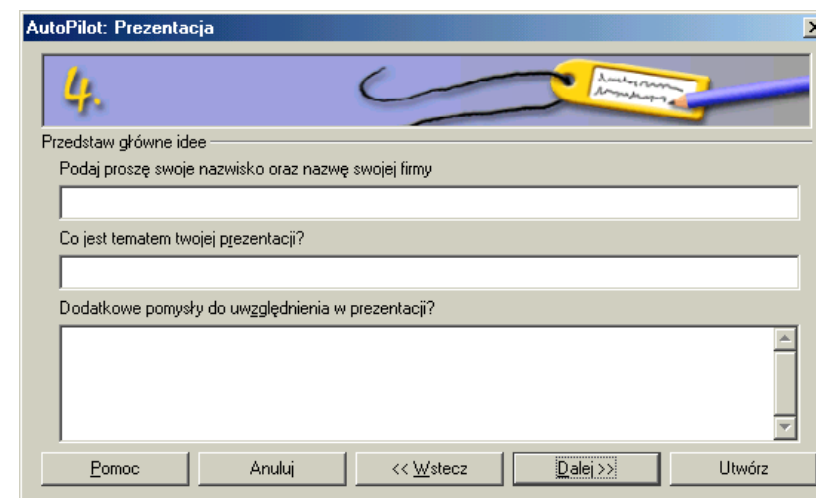 AutoPilot: Prezentacja
4.
Przedstaw główne idee
Podaj proszę swoje nazwisko oraz nazwę swojej firmy
Co jest tematem twojej prezentacji?
Dodatkowe pomysły do uwzględnienia w prezentacji?
Pomoc Anuluj << Wstecz Dalej >> Utwórz